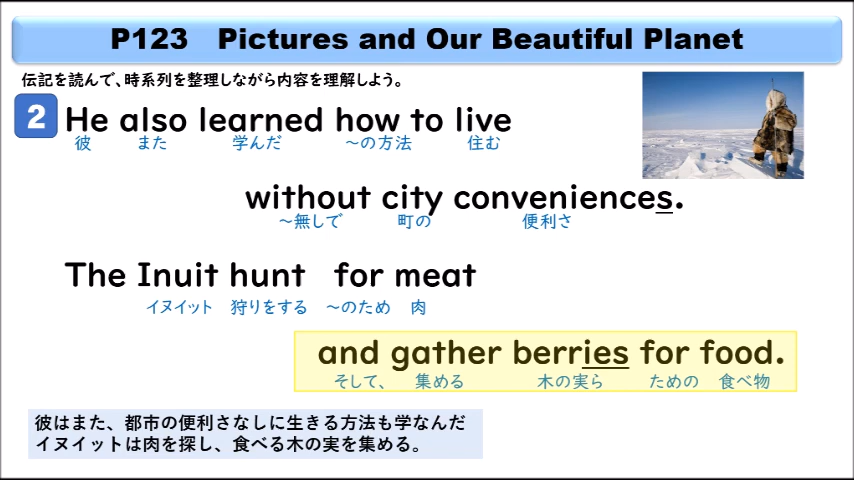 P123 Pictures and Our Beautiful Planet
伝記を読んで、時系列を整理しながら内容を理解しよう。
2 He also learned how to live
彼 また 学んだ ～の方法 住む
without city conveniences.
～無しで 町の 便利さ
The Inuit hunt for meat
イヌイット 狩りをする ～のため 肉
and gather berries for food.
そして、 集める 木の実ら ための 食べ物
彼はまた、都市の便利さなしに生きる方法も学なんだ
イヌイットは肉を探し、食べる木の実を集める。